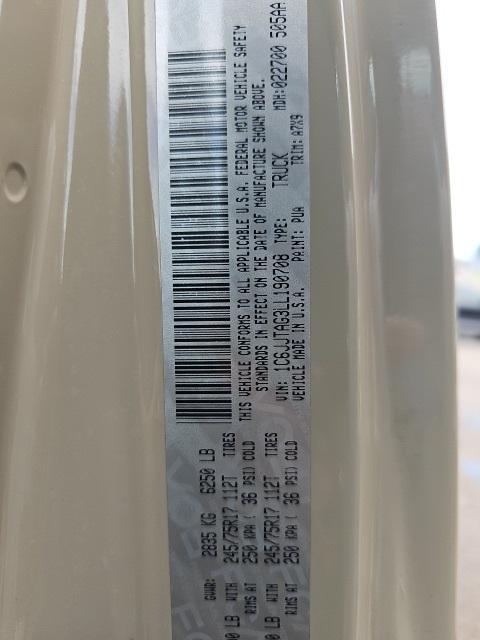 GVWR: 2835 KG 6250 LB
LB WITH 245/75R17 112T TIRES
RIMS AT 250 KPA ( 36 PSI) COLD
LB WITH 245/75R17 112T TIRES
RIMS AT 250 KPA ( 36 PSI) COLD
THIS VEHICLE CONFORMS TO ALL APPLICABLE U.S.A. FEDERAL MOTOR VEHICLE SAFETY
STANDARDS IN EFFECT ON THE DATE OF MANUFACTURE SHOWN ABOVE.
VIN: 1C6JJTAG3LL190708 TYPE: TRUCK MDH:022700 505AA
VEHICLE MADE IN U.S.A. PAINT: PUA TRIM: A7X9